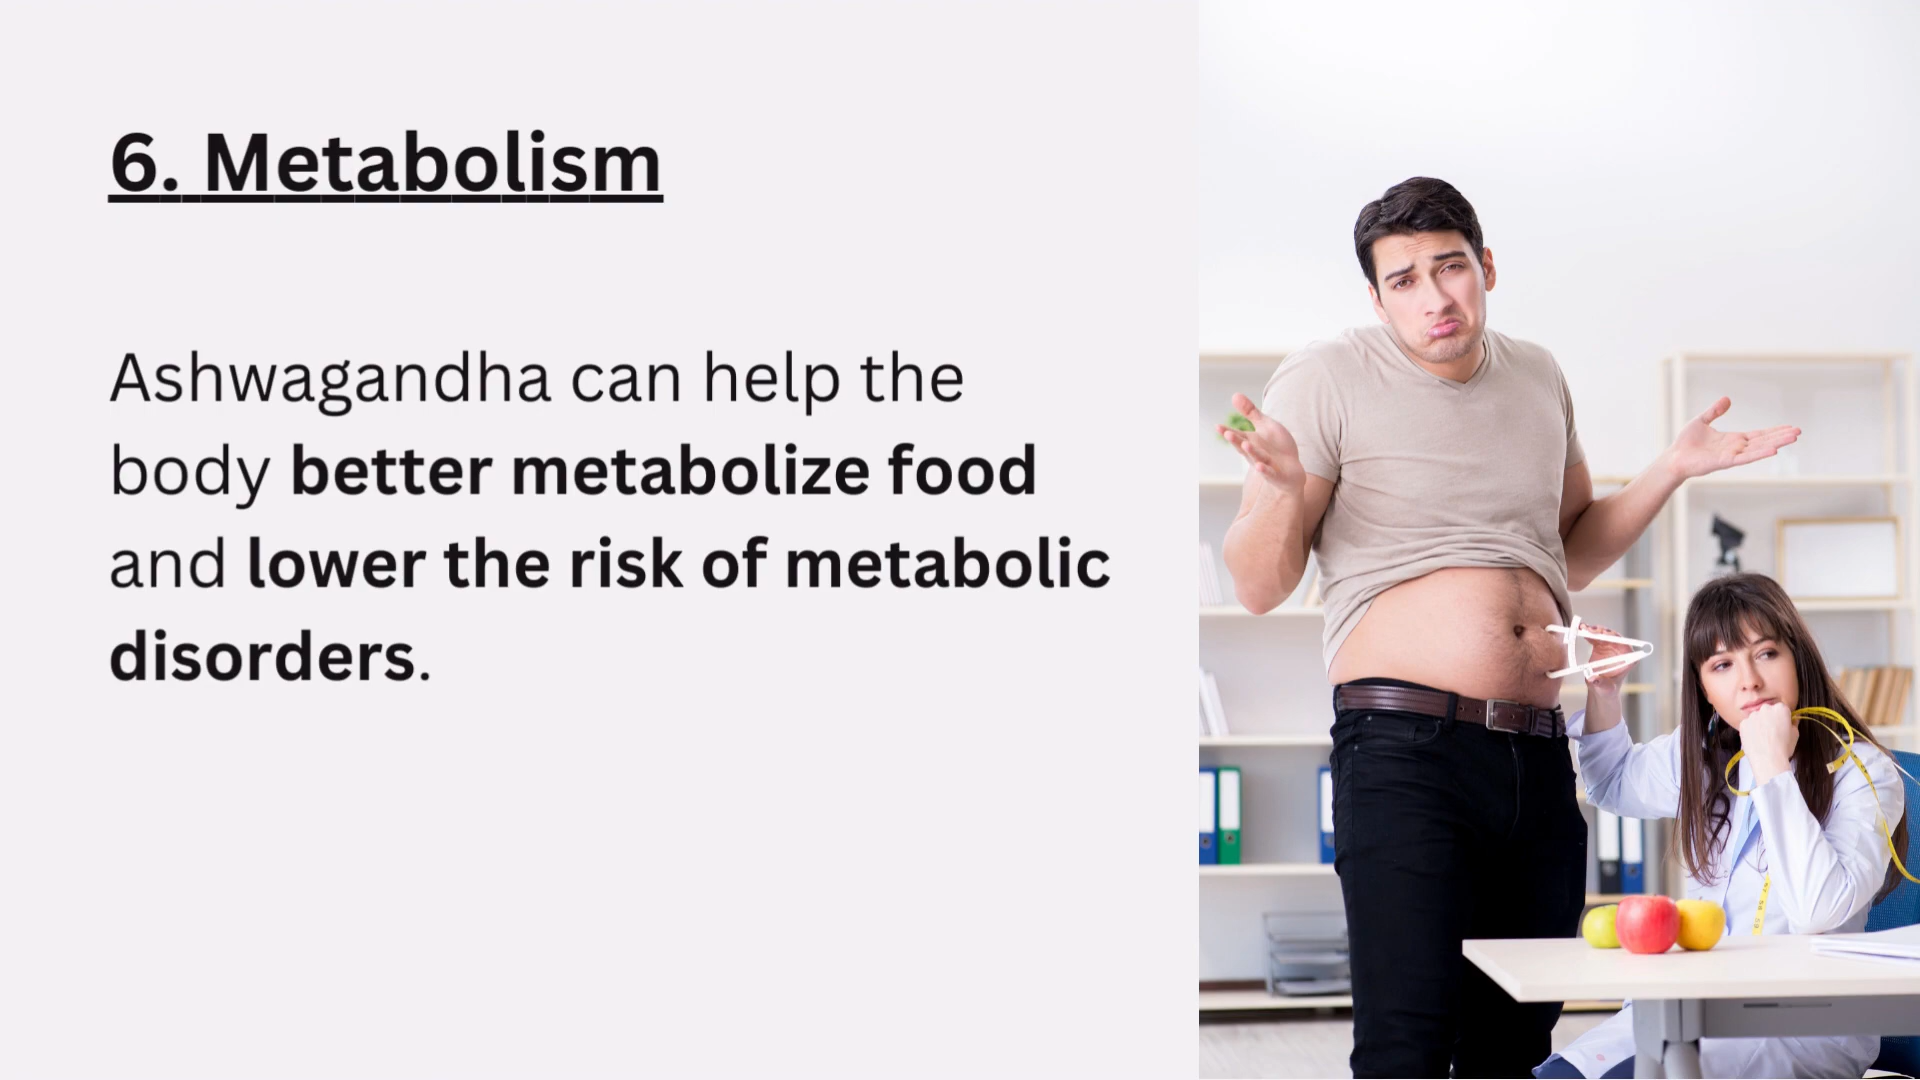 6. Metabolism
Ashwagandha can help the
body better metabolize food
and lower the risk of metabolic
disorders.